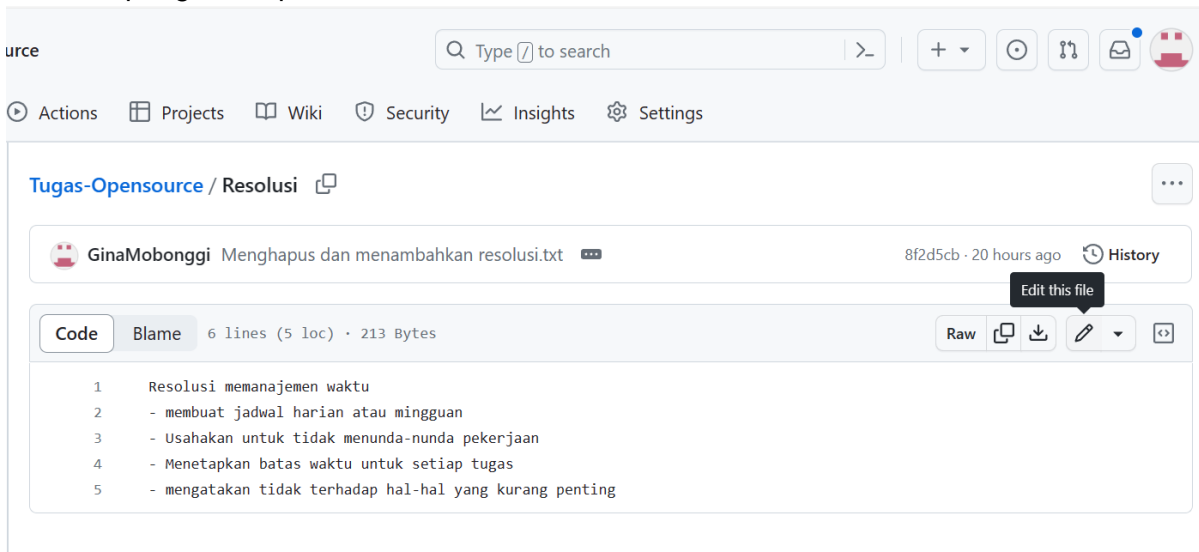 urce
Type / to search
Actions Projects Wiki Security Insights Settings
Tugas-Opensource / Resolusi
GinaMobonggi Menghapus dan menambahkan resolusi.txt 8f2d5cb · 20 hours ago History
Edit this file
Code Blame 6 lines (5 loc) · 213 Bytes Raw
1 Resolusi memanajemen waktu
2 - membuat jadwal harian atau mingguan
3 - Usahakan untuk tidak menunda-nunda pekerjaan
4 - Menetapkan batas waktu untuk setiap tugas
5 - mengatakan tidak terhadap hal-hal yang kurang penting